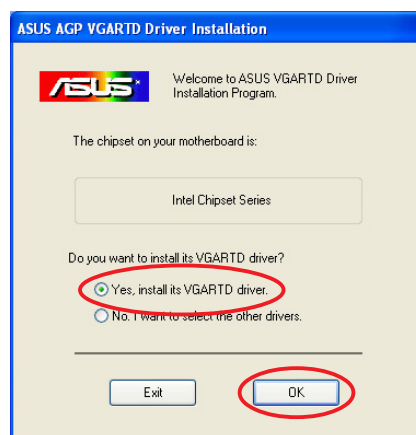 ASUS AGP VGARTD Driver Installation
ASUS
Welcome to ASUS VGARTD Driver
Installation Program.
The chipset on your motherboard is:
Intel Chipset Series
Do you want to install its VGARTD driver?
Yes, install its VGARTD driver.
No. I want to select the other drivers.
Exit
OK